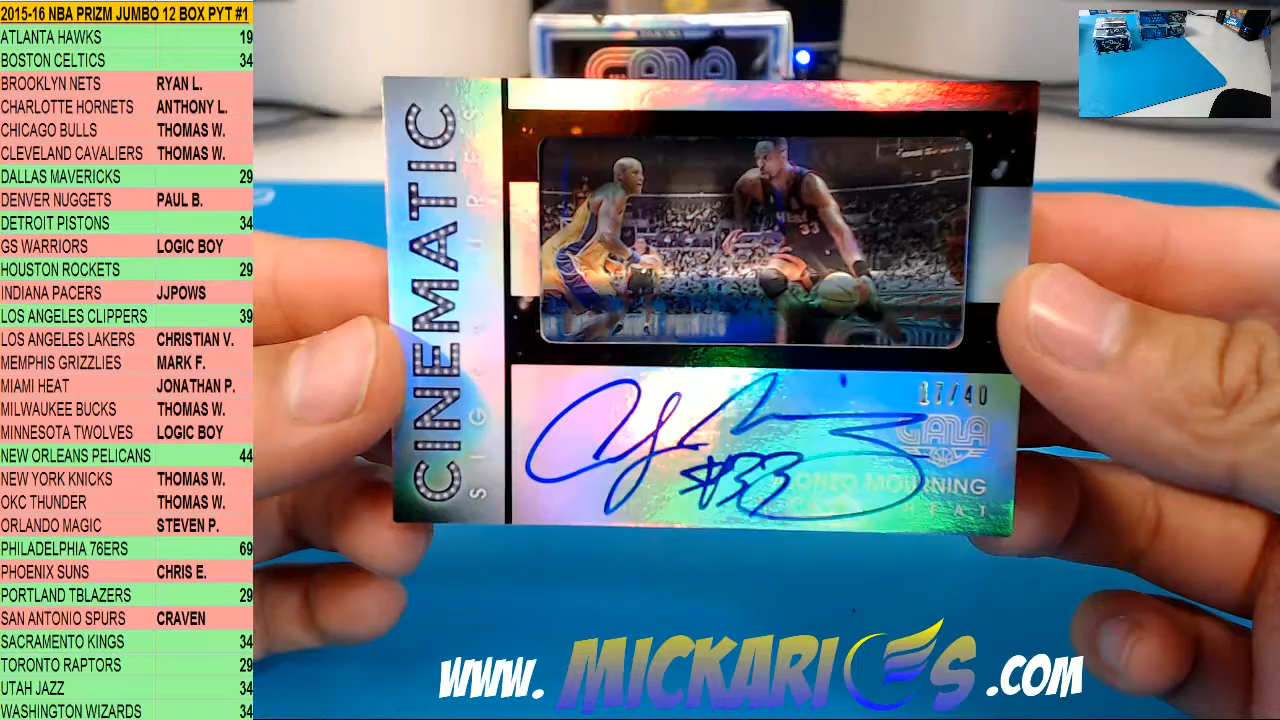 2015-16 NBA PRIZM JUMBO 12 BOX PYT #1
ATLANTA HAWKS 19
BOSTON CELTICS 34
BROOKLYN NETS RYAN L.
CHARLOTTE HORNETS ANTHONY L.
CHICAGO BULLS THOMAS W.
CLEVELAND CAVALIERS THOMAS W.
DALLAS MAVERICKS 29
DENVER NUGGETS PAUL B.
DETROIT PISTONS 34
GS WARRIORS LOGIC BOY
HOUSTON ROCKETS 29
INDIANA PACERS JJPOWS
LOS ANGELES CLIPPERS 39
LOS ANGELES LAKERS CHRISTIAN V.
MEMPHIS GRIZZLIES MARK F.
MIAMI HEAT JONATHAN P.
MILWAUKEE BUCKS THOMAS W.
MINNESOTA TWOLVES LOGIC BOY
NEW ORLEANS PELICANS 44
NEW YORK KNICKS THOMAS W.
OKC THUNDER THOMAS W.
ORLANDO MAGIC STEVEN P.
PHILADELPHIA 76ERS 69
PHOENIX SUNS CHRIS E.
PORTLAND TBLAZERS 29
SAN ANTONIO SPURS CRAVEN
SACRAMENTO KINGS 34
TORONTO RAPTORS 29
UTAH JAZZ 34
WASHINGTON WIZARDS 34
GALA
CINEMATIC
SIGNATURES
33
17/40
GALA
#33
ALONZO MOURNING
HEAT
www.MICKARIES.com